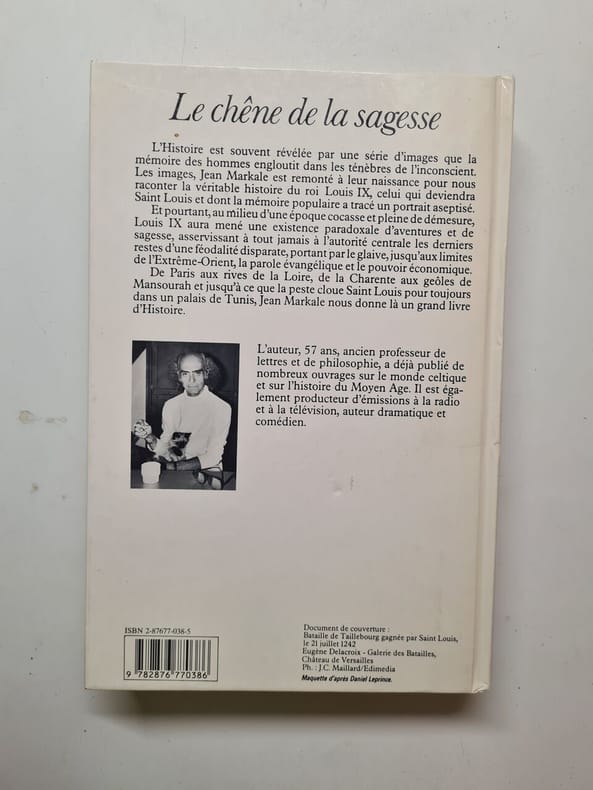 Le chêne de la sagesse
L'Histoire est souvent révélée par une série d'images que la
mémoire des hommes engloutit dans les ténèbres de l'inconscient.
Les images, Jean Markale est remonté à leur naissance pour nous
raconter la véritable histoire du roi Louis IX, celui qui deviendra
Saint Louis et dont la mémoire populaire a tracé un portrait aseptisé.
Et pourtant, au milieu d'une époque cocasse et pleine de démesure,
Louis IX aura mené une existence paradoxale d'aventures et de
sagesse, asservissant à tout jamais à l'autorité centrale les derniers
restes d'une féodalité disparate, portant par le glaive, jusqu'aux limites
de l'Extrême-Orient, la parole évangélique et le pouvoir économique.
De Paris aux rives de la Loire, de la Charente aux geôles de
Mansourah et jusqu'à ce que la peste cloue Saint Louis pour toujours
dans un palais de Tunis, Jean Markale nous donne là un grand livre
d'Histoire.
L'auteur, 57 ans, ancien professeur de
lettres et de philosophie, a déjà publié de
nombreux ouvrages sur le monde celtique
et sur l'histoire du Moyen Age. Il est éga-
lement producteur d'émissions à la radio
et à la télévision, auteur dramatique et
comédien.
ISBN 2-87677-038-5
9 782876 770386
Document de couverture :
Bataille de Taillebourg gagnée par Saint Louis,
le 21 juillet 1242
Eugène Delacroix - Galerie des Batailles,
Château de Versailles
Ph. : J.C. Maillard/Edimedia
Maquette d'après Daniel Leprince.